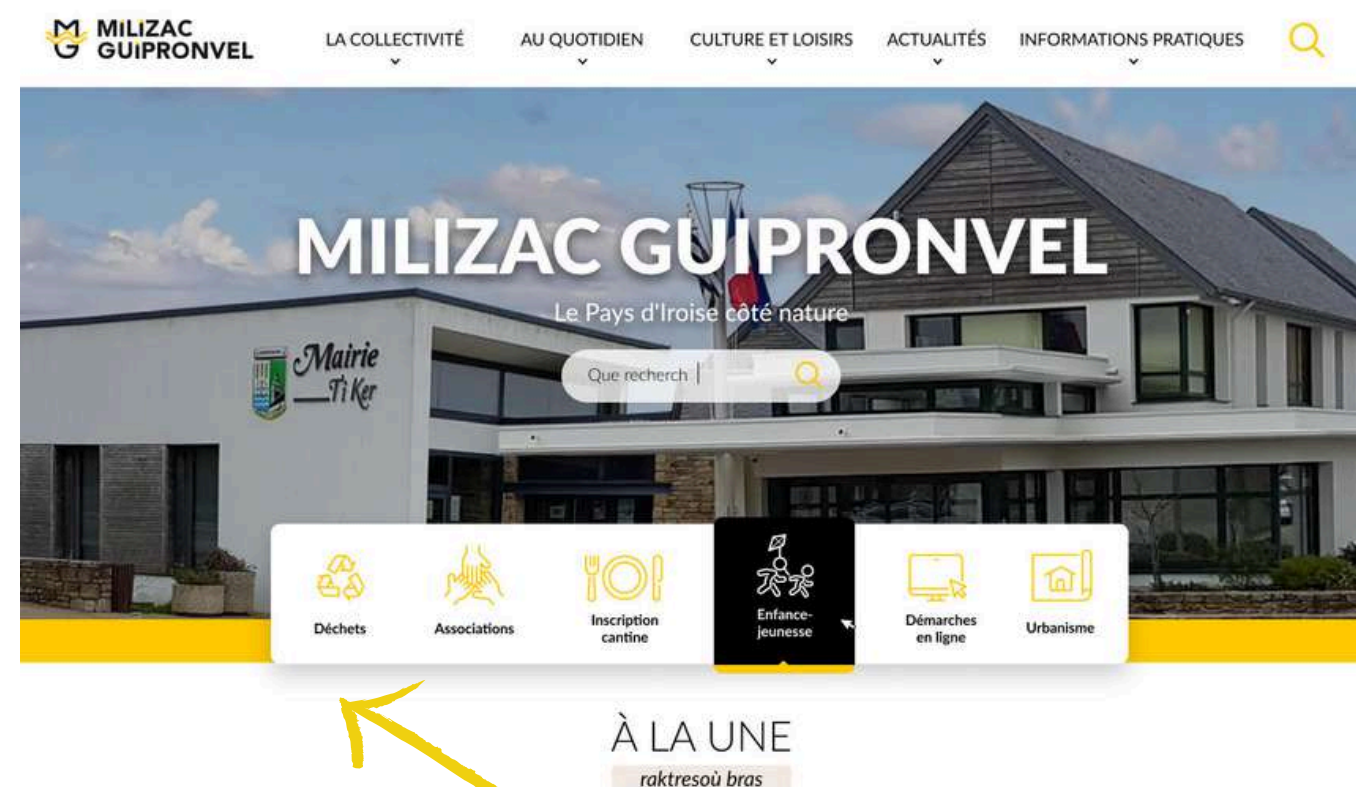 MILIZAC
GUIPRONVEL
LA COLLECTIVITÉ
AU QUOTIDIEN
CULTURE ET LOISIRS
ACTUALITÉS
INFORMATIONS PRATIQUES
MILIZAC GUIPRONVEL
Le Pays d'Iroise côté nature
Mairie
Ti Ker
Que recherch
Déchets
Associations
Inscription
cantine
Enfance-
jeunesse
Démarches
en ligne
Urbanisme
À LA UNE
raktresoù bras